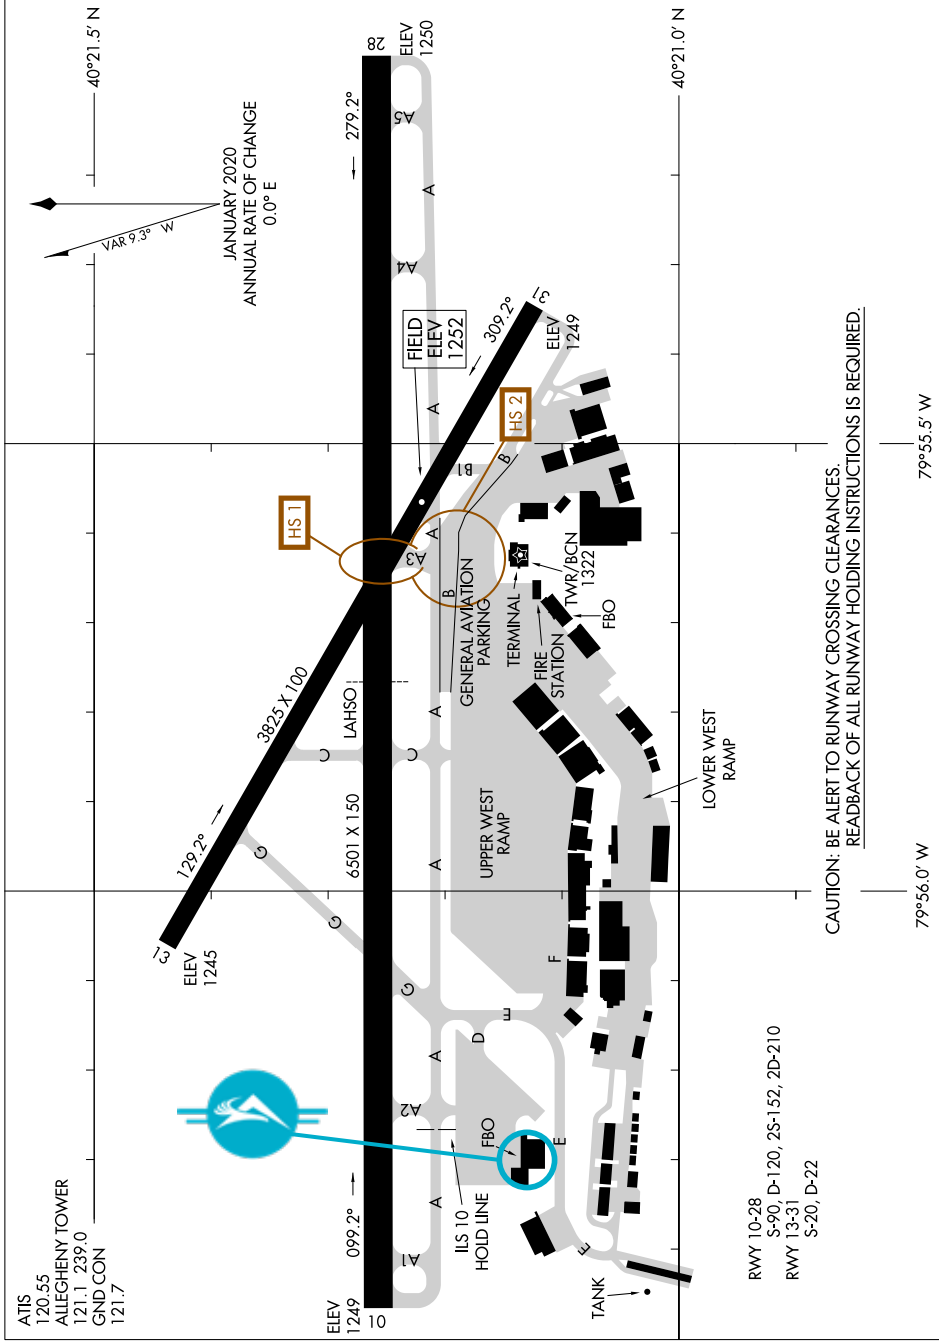 ATIS
120.55
ALLEGHENY TOWER
121.1 239.0
GND CON
121.7
40°21.5' N
VAR 9.3° W
JANUARY 2020
ANNUAL RATE OF CHANGE
0.0° E
13
ELEV
1245
129.2°
3825 X 100
G
G
G
C
C
HS 1
LAHSO
6501 X 150
ELEV
1249
10
099.2°
279.2°
28
ELEV
1250
FIELD
ELEV
1252
309.2°
31
ELEV
1249
HS 2
A1
A
A2
A
A
A
A3
A
A
A4
A
A5
B
B
B1
ILS 10
HOLD LINE
FBO
D
E
E
E
F
UPPER WEST
RAMP
GENERAL AVIATION
PARKING
TERMINAL
FIRE
STATION
TWR/BCN
1322
FBO
LOWER WEST
RAMP
TANK
40°21.0' N
RWY 10-28
S-90, D-120, 2S-152, 2D-210
RWY 13-31
S-20, D-22
CAUTION: BE ALERT TO RUNWAY CROSSING CLEARANCES.
READBACK OF ALL RUNWAY HOLDING INSTRUCTIONS IS REQUIRED.
79°56.0' W
79°55.5' W